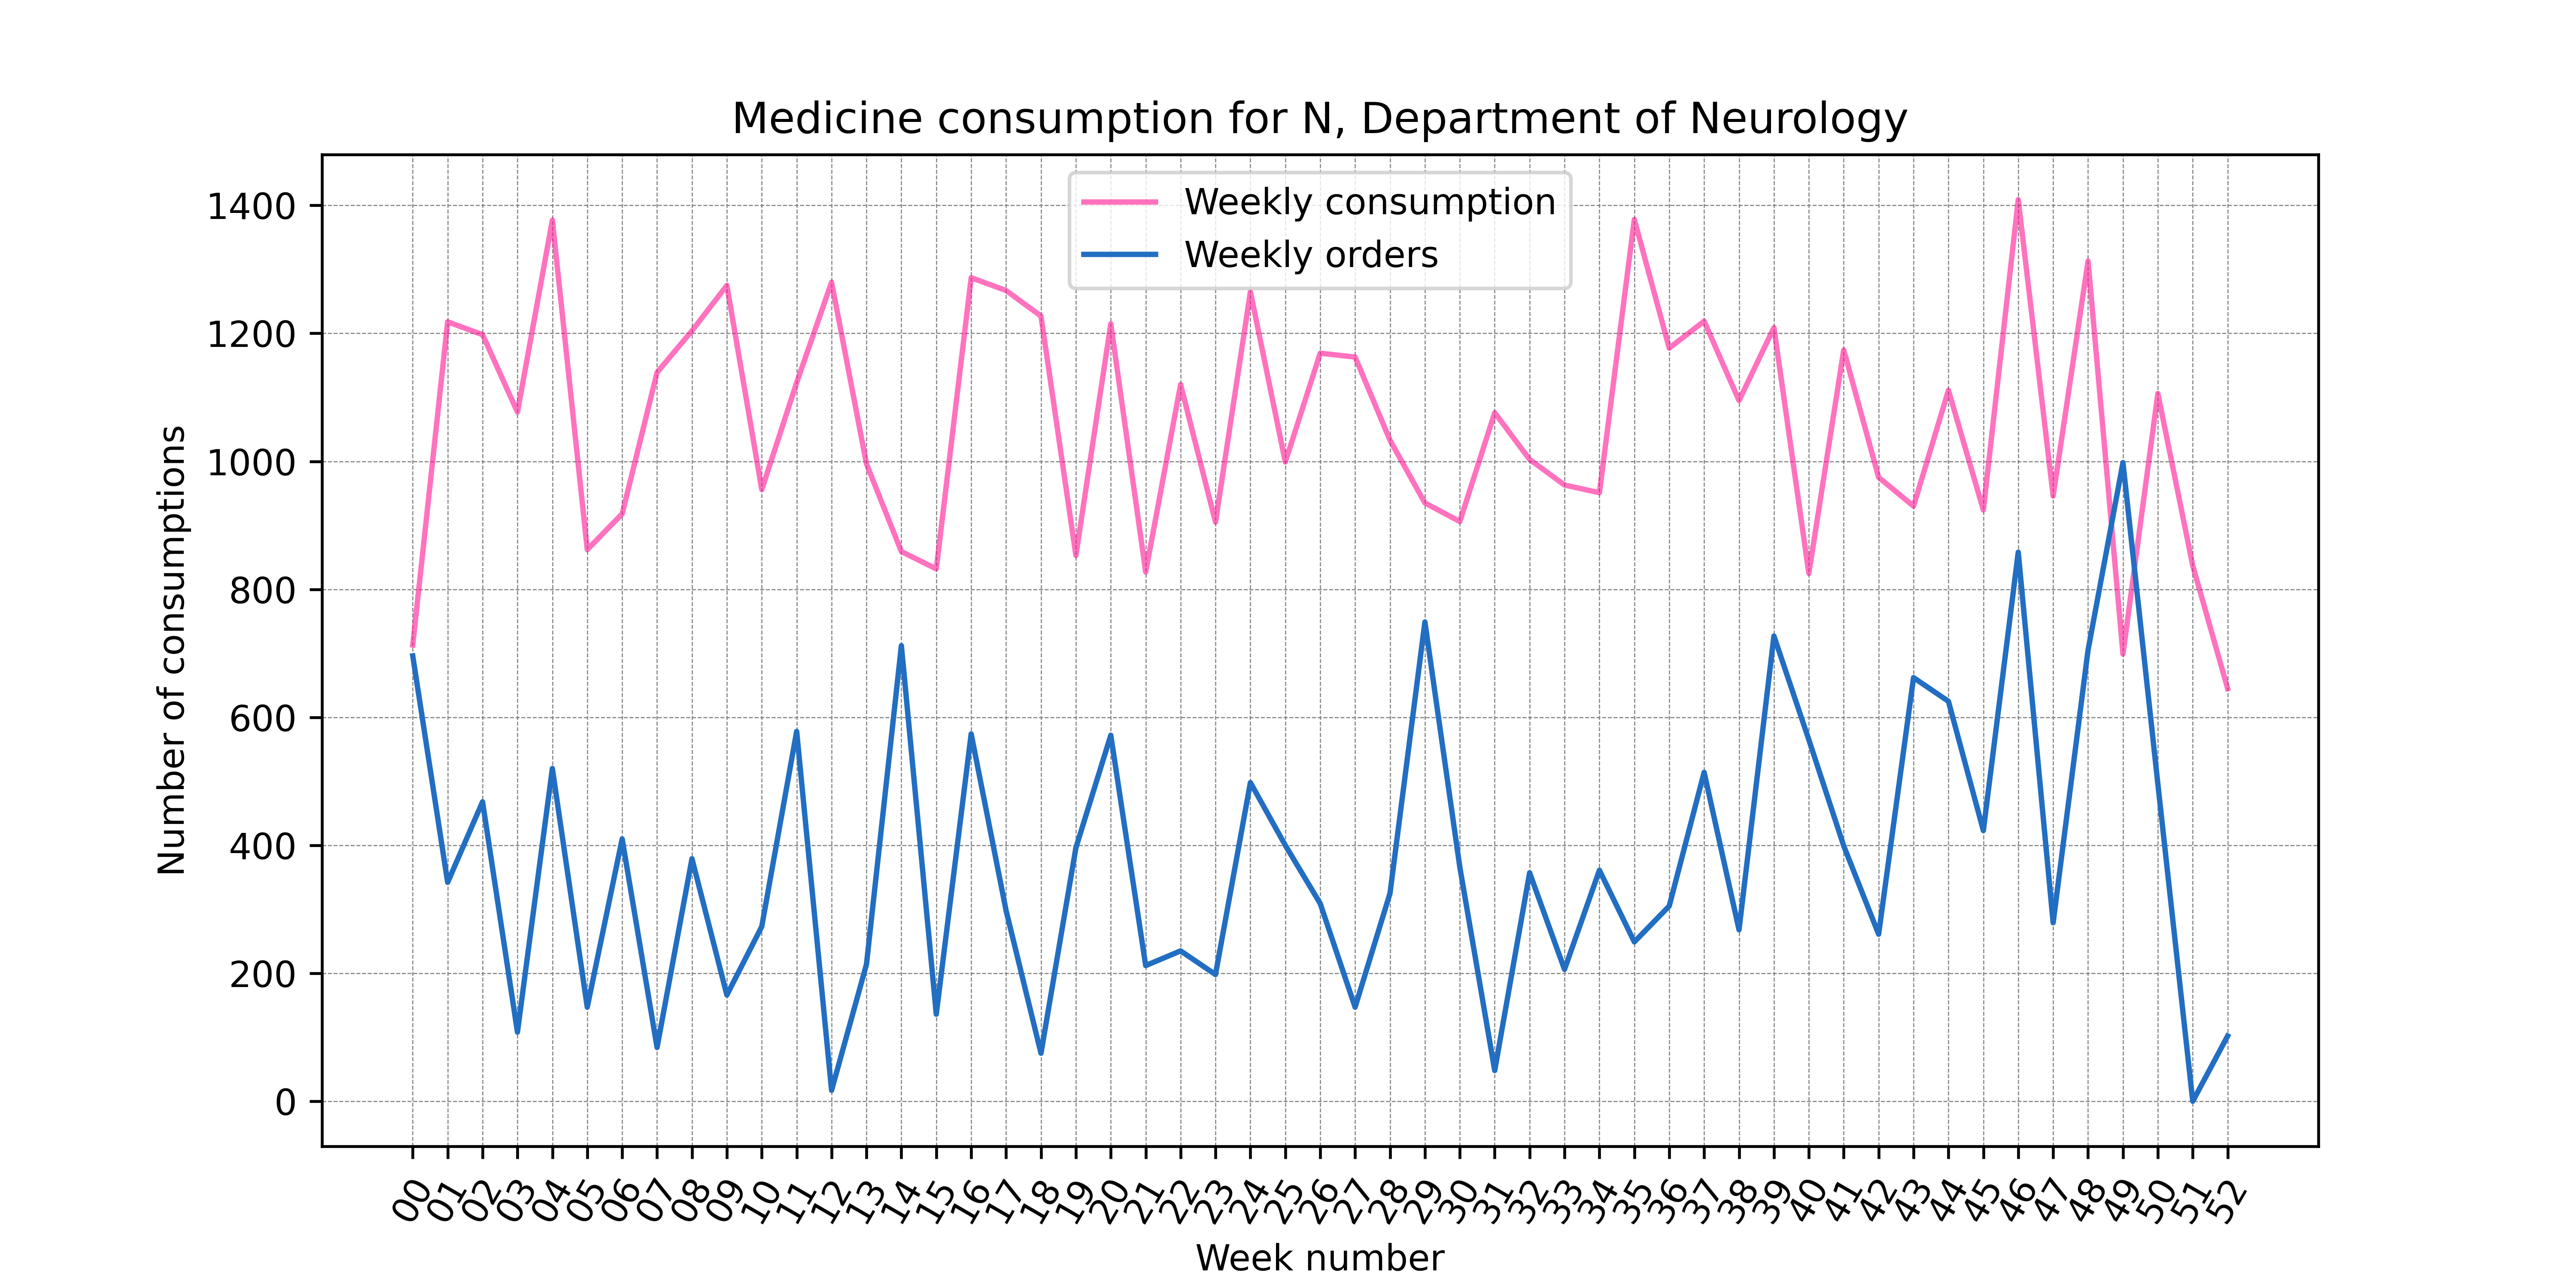 Medicine consumption for N, Department of Neurology
Weekly consumption
Weekly orders
Number of consumptions
1400
1200
1000
800
600
400
200
0
00 01 02 03 04 05 06 07 08 09 10 11 12 13 14 15 16 17 18 19 20 21 22 23 24 25 26 27 28 29 30 31 32 33 34 35 36 37 38 39 40 41 42 43 44 45 46 47 48 49 50 51 52
Week number